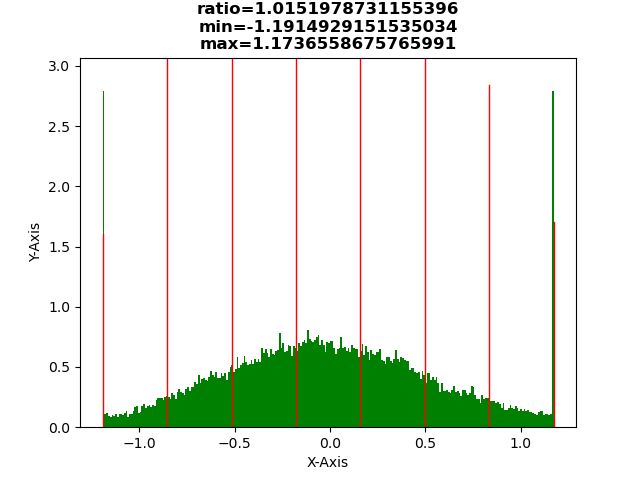 ratio=1.0151978731155396
min=-1.1914929151535034
max=1.1736558675765991
3.0
2.5
2.0
1.5
1.0
0.5
0.0
Y-Axis
−1.0 −0.5 0.0 0.5 1.0
X-Axis